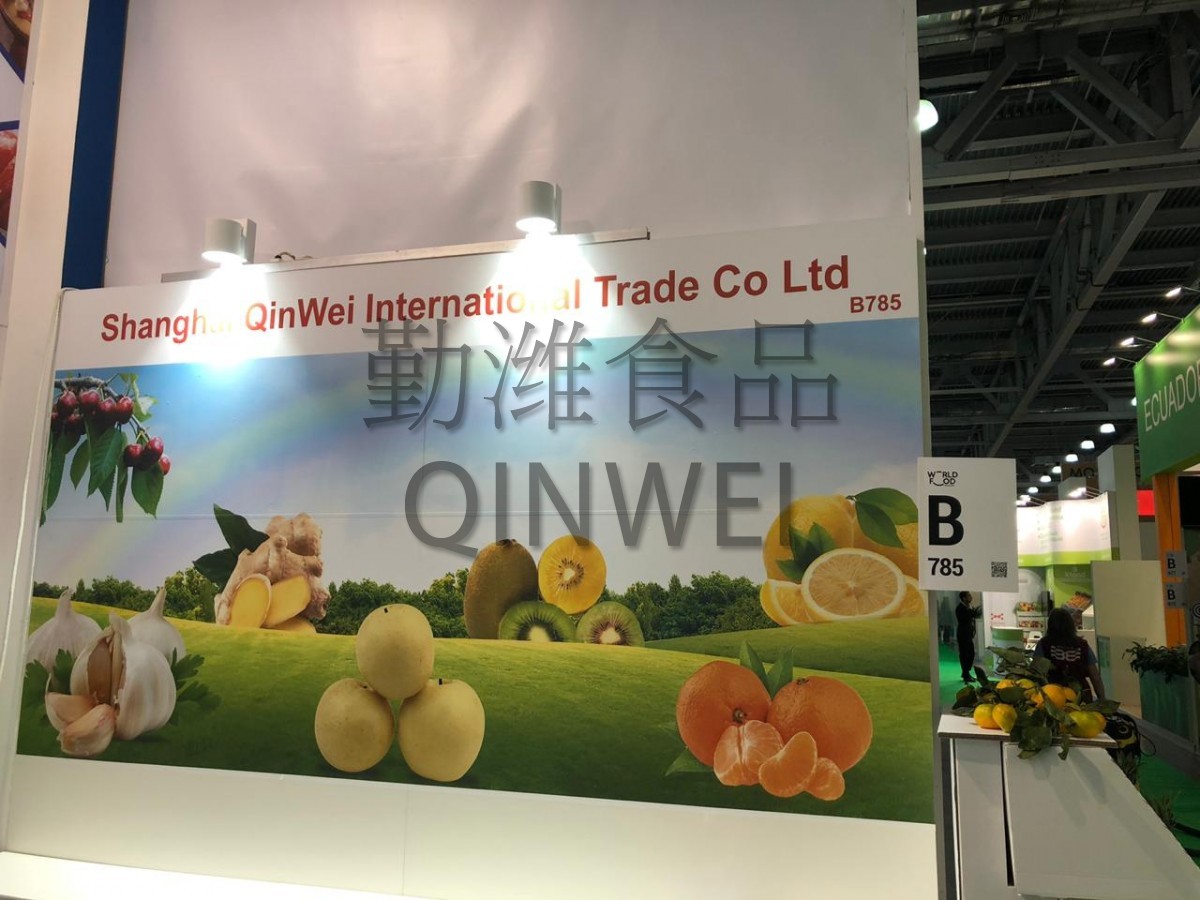 Shanghai QinWei International Trade Co Ltd
B785
勤潍食品
QINWEI
WORLD
FOOD
B
785
ECUADOR
B
B